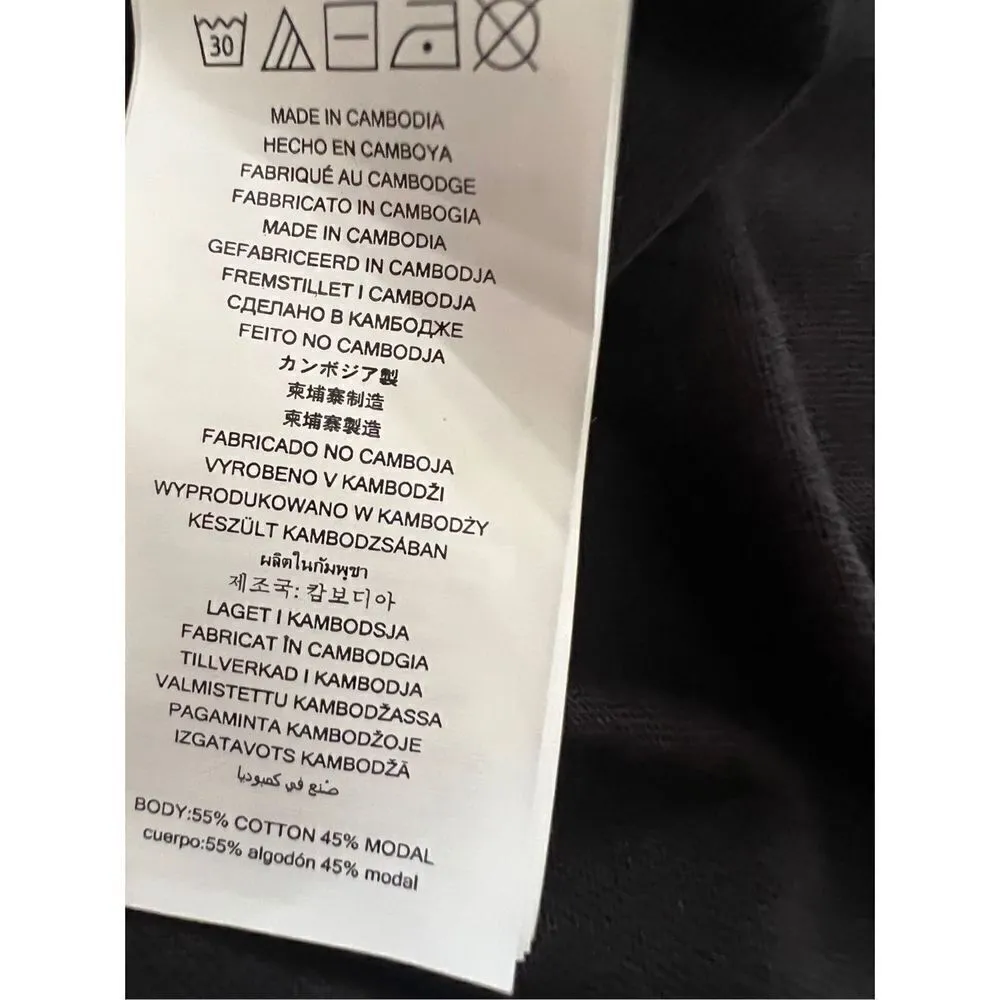 30
MADE IN CAMBODIA
HECHO EN CAMBOYA
FABRIQUÉ AU CAMBODGE
FABBRICATO IN CAMBOGIA
MADE IN CAMBODIA
GEFABRICEERD IN CAMBODJA
FREMSTILLET I CAMBODJA
СДЕЛАНО В КАМБОДЖЕ
FEITO NO CAMBODJA
カンボジア製
柬埔寨制造
柬埔寨製造
FABRICADO NO CAMBOJA
VYROBENO V KAMBODŽI
WYPRODUKOWANO W KAMBODŻY
KÉSZÜLT KAMBODZSÁBAN
ผลิตในกัมพูชา
제조국: 캄보디아
LAGET I KAMBODSJA
FABRICAT ÎN CAMBODGIA
TILLVERKAD I KAMBODJA
VALMISTETTU KAMBODŽASSA
PAGAMINTA KAMBODŽOJE
IZGATAVOTS KAMBODŽĀ
صُنع في كمبوديا
BODY:55% COTTON 45% MODAL
cuerpo:55% algodón 45% modal